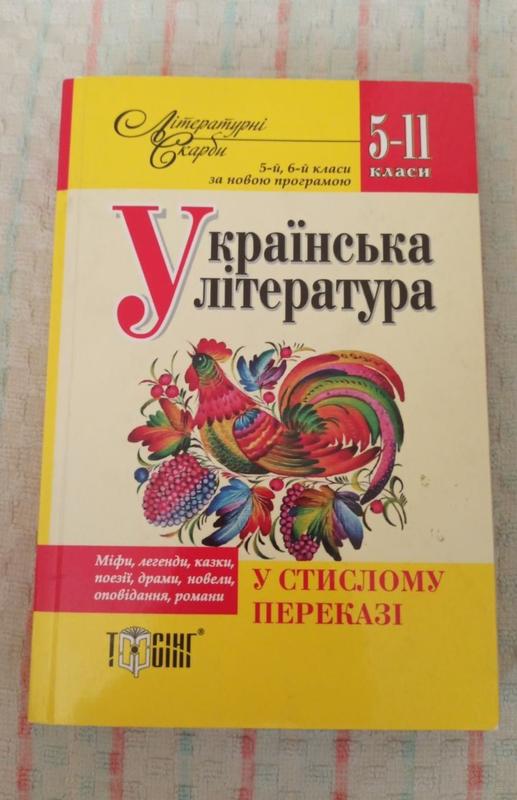 Літературні
Скарби
5-й, 6-й класи
за новою програмою
5-11
класи
Українська
література
Міфи, легенди, казки,
поезії, драми, новели,
оповідання, романи
У СТИСЛОМУ
ПЕРЕКАЗІ
ТОРСІНГ®